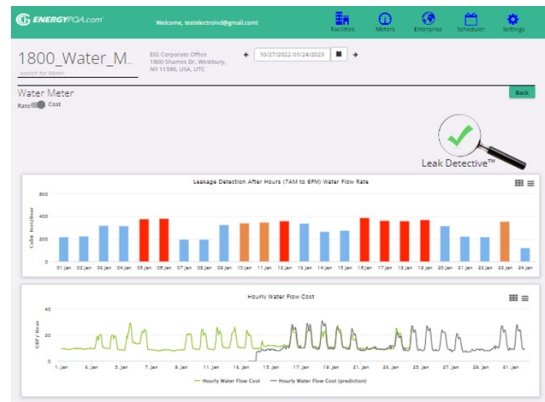 ENERGYPQA.com
Welcome, testelectroind@gmail.com!
Facilities
Meters
Enterprise
Scheduler
Settings
1800_Water_M..
search for Meter
EIG Corporate Office
1800 Shames Dr, Westbury,
NY 11590, USA, UTC
10/27/2022-01/24/2023
Water Meter
Back
Rate Cost
Leak Detective™
Leakage Detection After Hours (7AM to 6PM) Water Flow Rate
Cubic Feet/Hour
600
400
200
0
01 Jan 02 Jan 03 Jan 04 Jan 05 Jan 06 Jan 07 Jan 08 Jan 09 Jan 10 Jan 11 Jan 12 Jan 13 Jan 14 Jan 15 Jan 16 Jan 17 Jan 18 Jan 19 Jan 20 Jan 21 Jan 22 Jan 23 Jan 24 Jan
Hourly Water Flow Cost
GBP / Hour
40
20
0
1. Jan 5. Jan 7. Jan 9. Jan 11. Jan 13. Jan 15. Jan 17. Jan 19. Jan 21. Jan 25. Jan 27. Jan 29. Jan 31. Jan
Hourly Water Flow Cost Hourly Water Flow Cost (prediction)